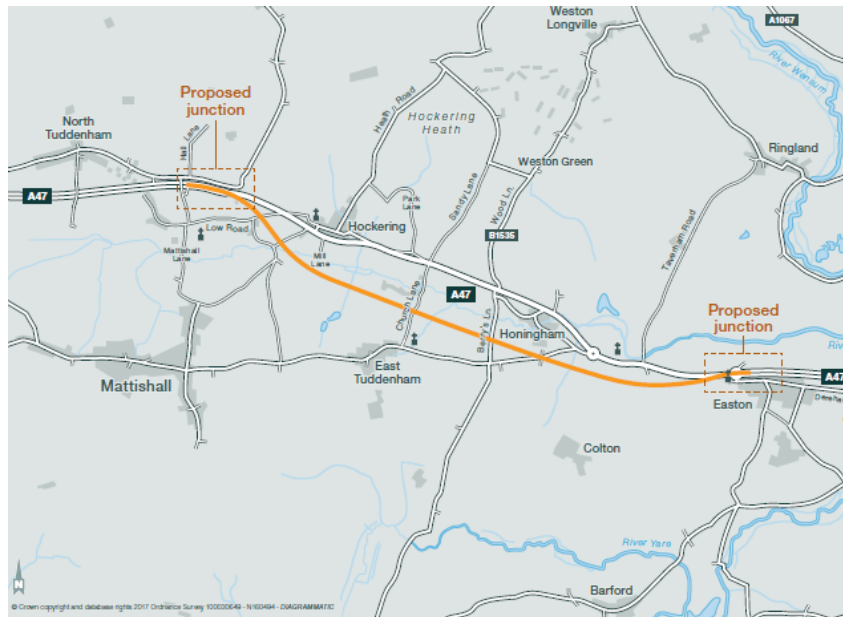 Weston
Longville
A1067
River Wensum
Proposed
junction
Heath Road
Hockering
Heath
North
Tuddenham
Hall Lane
Ringland
Weston Green
Sandy Lane
Wood Ln.
Park
Lane
A47
Low Road
Hockering
B1535
Taverham Road
Mattishall
Lane
Mill
Lane
A47
Church Lane
Proposed
junction
Berry's Ln.
Honingham
East
Tuddenham
Mattishall
A47
Easton
Colton
River Yare
Barford
N
© Crown copyright and database rights 2017 Ordnance Survey 100030649 - N160494 - DIAGRAMMATIC